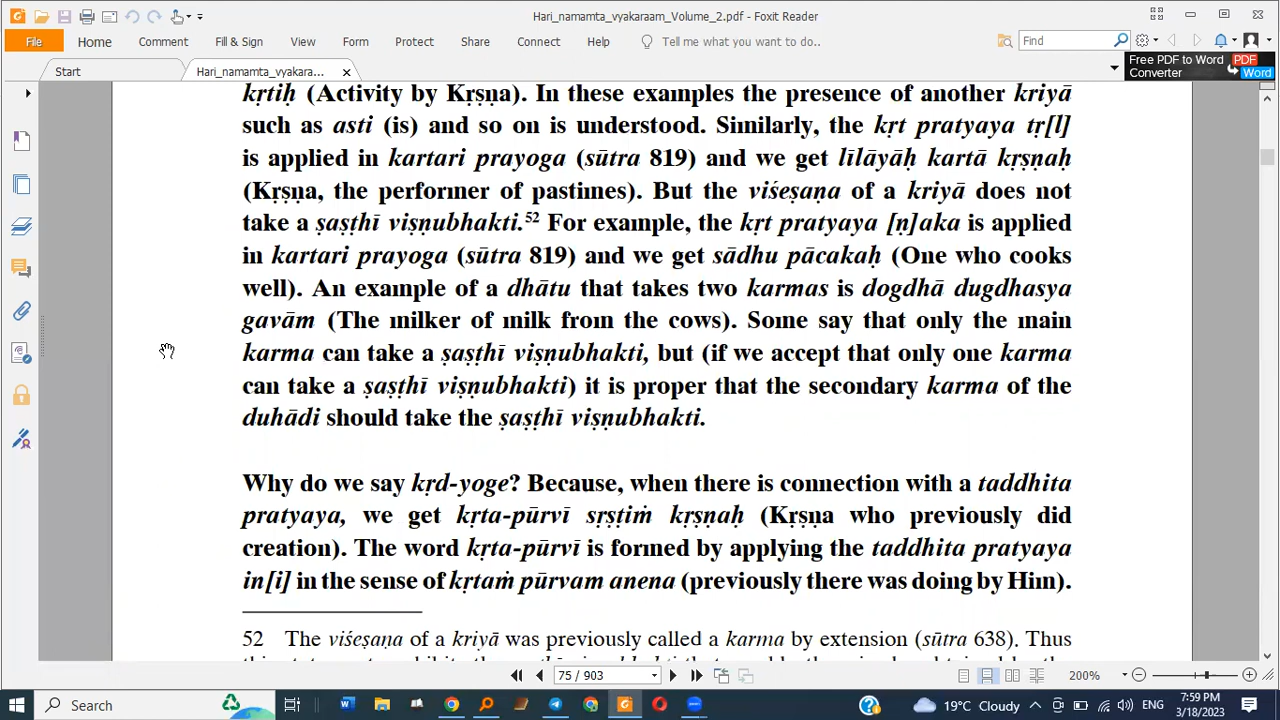 Hari_namamta_vyakaraam_Volume_2.pdf - Foxit Reader
File Home Comment Fill & Sign View Form Protect Share Connect Help Tell me what you want to do.. Find
Start Hari_namamta_vyakara... Free PDF to Word Converter PDF Word
kṛtiḥ (Activity by Kṛṣṇa). In these examples the presence of another kriyā
such as asti (is) and so on is understood. Similarly, the kṛt pratyaya tṛ[l]
is applied in kartari prayoga (sūtra 819) and we get līlāyāḥ kartā kṛṣṇaḥ
(Kṛṣṇa, the performer of pastimes). But the viśeṣaṇa of a kriyā does not
take a ṣaṣṭhī viṣṇubhakti.52 For example, the kṛt pratyaya [ṇ]aka is applied
in kartari prayoga (sūtra 819) and we get sādhu pācakaḥ (One who cooks
well). An example of a dhātu that takes two karmas is dogdhā dugdhasya
gavām (The milker of milk from the cows). Some say that only the main
karma can take a ṣaṣṭhī viṣṇubhakti, but (if we accept that only one karma
can take a ṣaṣṭhī viṣṇubhakti) it is proper that the secondary karma of the
duhādi should take the ṣaṣṭhī viṣṇubhakti.
Why do we say kṛd-yoge? Because, when there is connection with a taddhita
pratyaya, we get kṛta-pūrvī sṛṣṭiṁ kṛṣṇaḥ (Kṛṣṇa who previously did
creation). The word kṛta-pūrvī is formed by applying the taddhita pratyaya
in[i] in the sense of kṛtaṁ pūrvam anena (previously there was doing by Him).
52 The viśeṣaṇa of a kriyā was previously called a karma by extension (sūtra 638). Thus
75 / 903 200%
Search 19°C Cloudy ENG 7:59 PM
3/18/2023